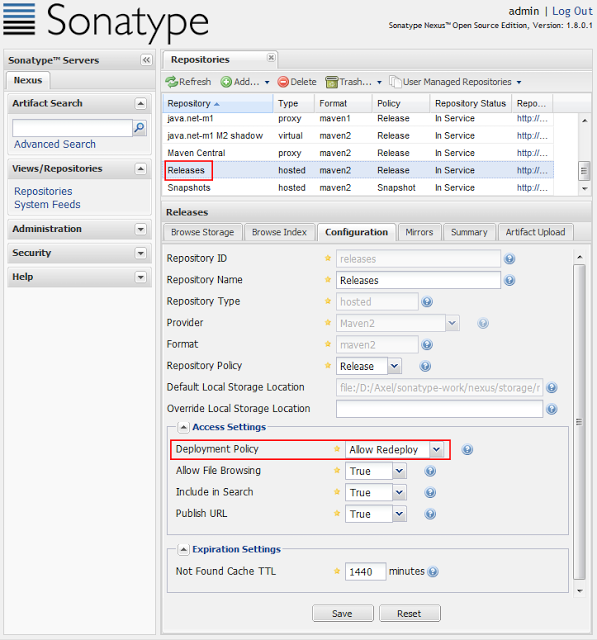 Sonatype
admin | Log Out
Sonatype Nexus™ Open Source Edition, Version: 1.8.0.1
Sonatype™ Servers
Nexus
Artifact Search
Advanced Search
Views/Repositories
Repositories
System Feeds
Administration
Security
Help
Repositories
Refresh Add... Delete Trash... User Managed Repositories
Repository Type Format Policy Repository Status Repo...
java.net-m1 proxy maven1 Release In Service http://...
java.net-m1 M2 shadow virtual maven2 Release In Service http://...
Maven Central proxy maven2 Release In Service http://...
Releases hosted maven2 Release In Service http://...
Snapshots hosted maven2 Snapshot In Service http://...
Releases
Browse Storage Browse Index Configuration Mirrors Summary Artifact Upload
Repository ID releases
Repository Name Releases
Repository Type hosted
Provider Maven2
Format maven2
Repository Policy Release
Default Local Storage Location file:/D:/Axel/sonatype-work/nexus/storage/r
Override Local Storage Location
Access Settings
Deployment Policy Allow Redeploy
Allow File Browsing True
Include in Search True
Publish URL True
Expiration Settings
Not Found Cache TTL 1440 minutes
Save Reset